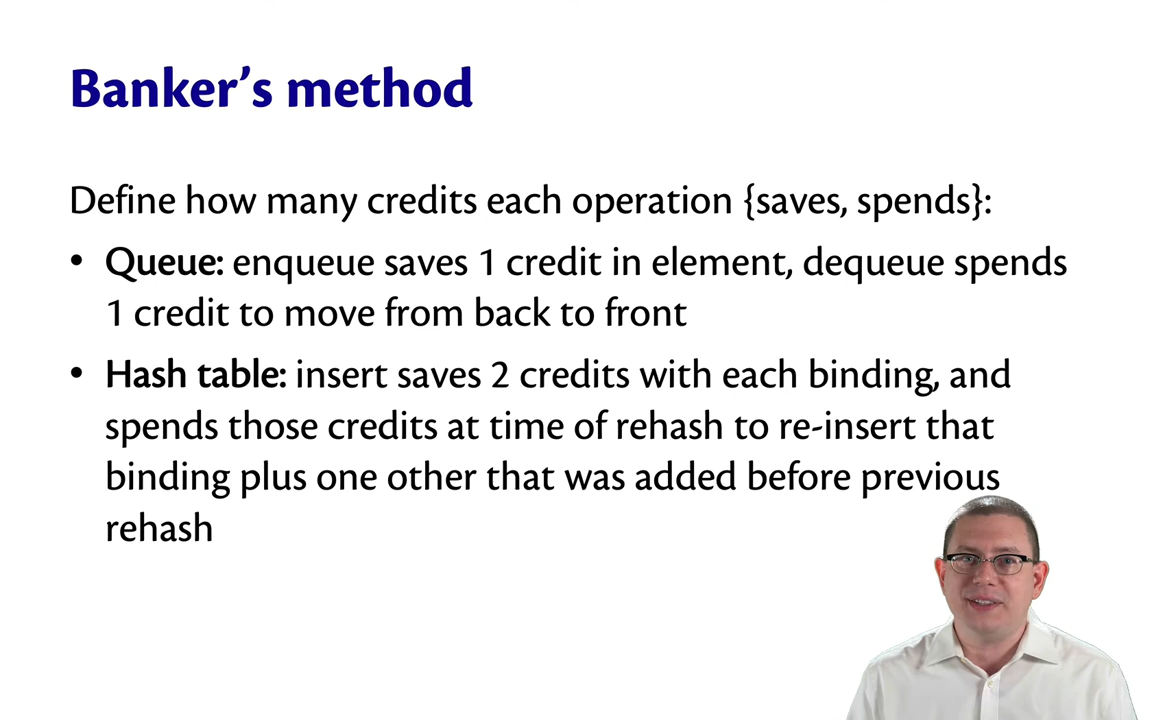 Banker’s method
Define how many credits each operation {saves, spends}:
• Queue: enqueue saves 1 credit in element, dequeue spends
1 credit to move from back to front
• Hash table: insert saves 2 credits with each binding, and
spends those credits at time of rehash to re-insert that
binding plus one other that was added before previous
rehash